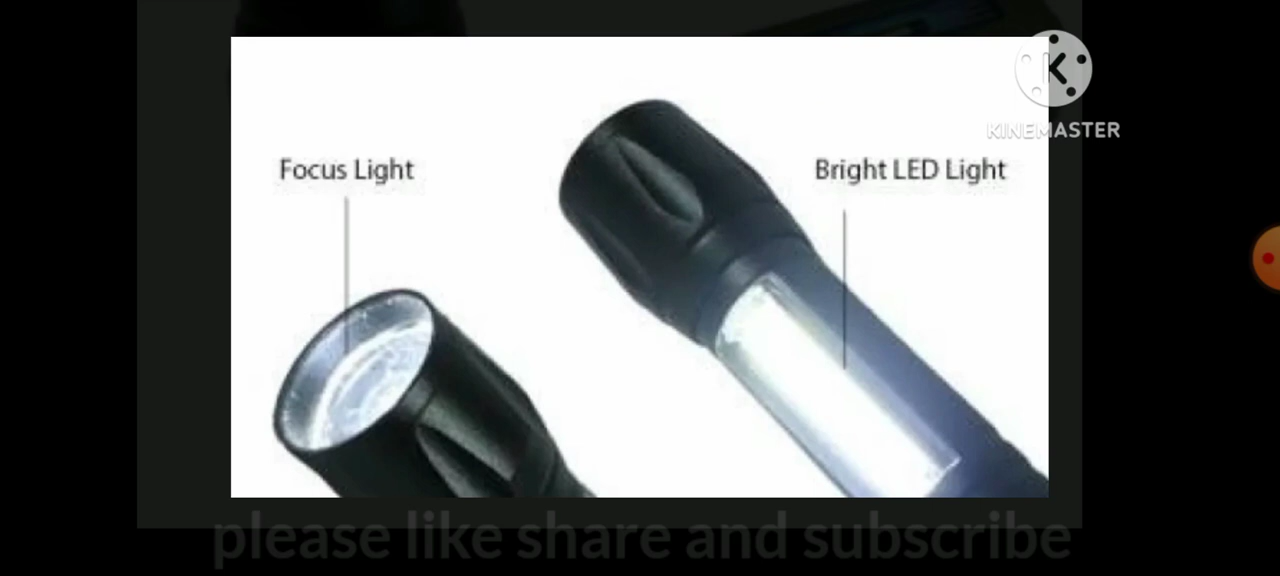 Focus Light
Bright LED Light
KINEMASTER
please like share and subscribe